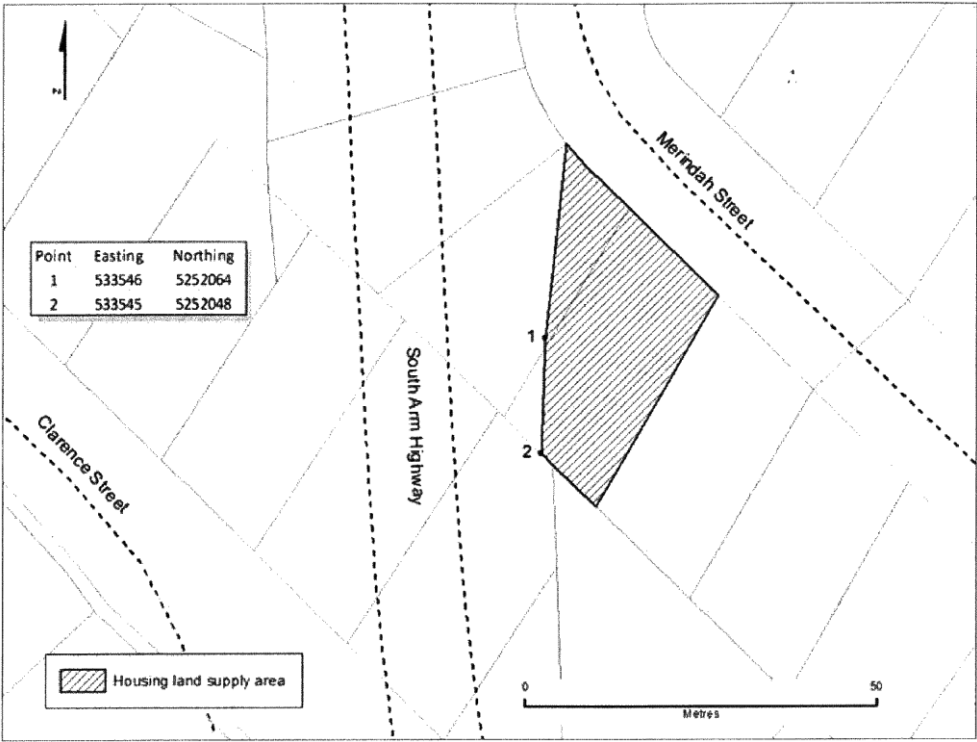 z
Merindah Street
Point Easting Northing
1 533546 5252064
2 533545 5252048
1
South Arm Highway
Clarence Street
2
Housing land supply area
0 50
Metres